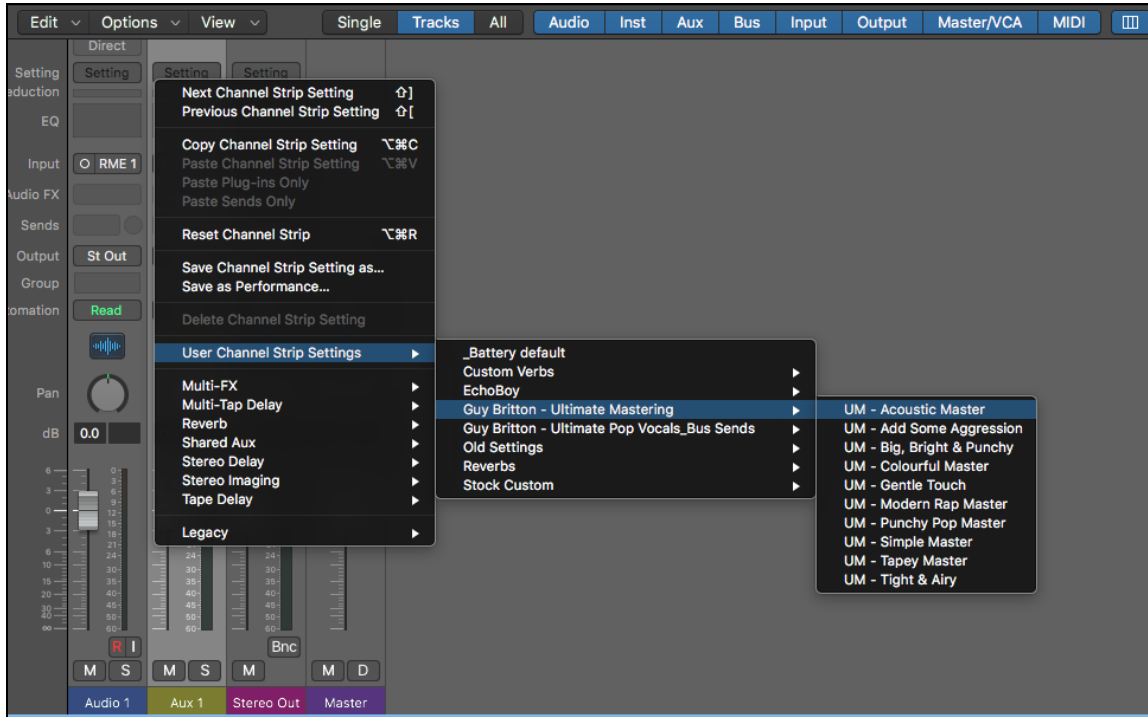 Edit Options View Single Tracks All Audio Inst Aux Bus Input Output Master/VCA MIDI
Direct
Setting Setting Setting Setting
eduction
EQ
Input RME 1
Audio FX
Sends
Output St Out
Group
tomation Read
Pan
dB 0.0
Next Channel Strip Setting ⇧]
Previous Channel Strip Setting ⇧[
Copy Channel Strip Setting ⌥⌘C
Paste Channel Strip Setting ⌥⌘V
Paste Plug-ins Only
Paste Sends Only
Reset Channel Strip ⌥⌘R
Save Channel Strip Setting as...
Save as Performance...
Delete Channel Strip Setting
User Channel Strip Settings
Multi-FX
Multi-Tap Delay
Reverb
Shared Aux
Stereo Delay
Stereo Imaging
Tape Delay
Legacy
_Battery default
Custom Verbs
EchoBoy
Guy Britton - Ultimate Mastering
Guy Britton - Ultimate Pop Vocals_Bus Sends
Old Settings
Reverbs
Stock Custom
UM - Acoustic Master
UM - Add Some Aggression
UM - Big, Bright & Punchy
UM - Colourful Master
UM - Gentle Touch
UM - Modern Rap Master
UM - Punchy Pop Master
UM - Simple Master
UM - Tapey Master
UM - Tight & Airy
R I Bnc
M S M S M M D
Audio 1 Aux 1 Stereo Out Master